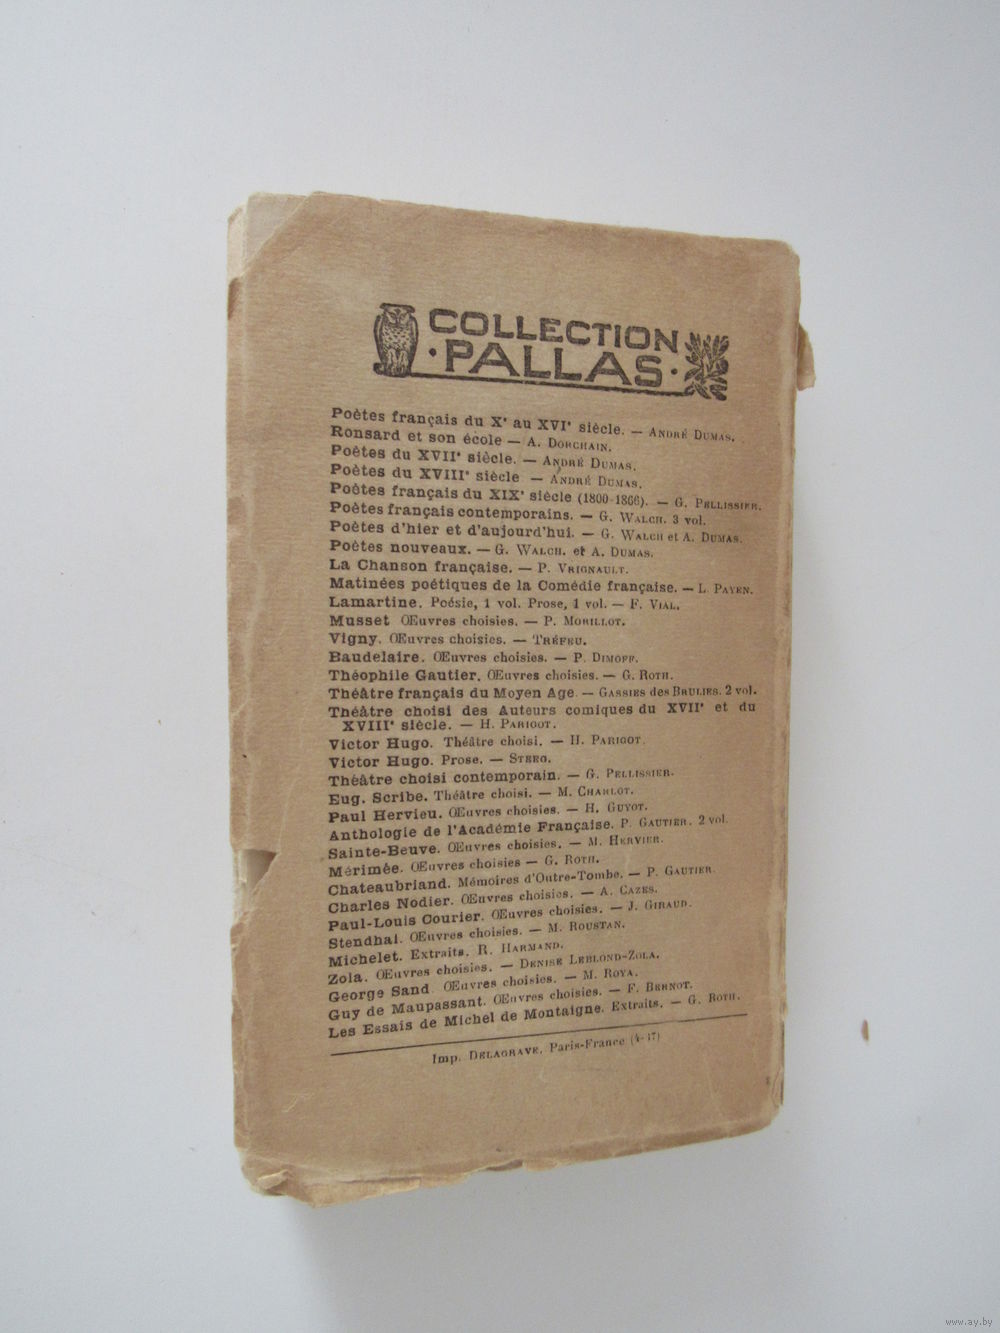 COLLECTION
·PALLAS·
Poètes français du Xᵉ au XVIᵉ siècle. — ANDRÉ DUMAS.
Ronsard et son école — A. DORCHAIN.
Poètes du XVIIᵉ siècle. — ANDRÉ DUMAS.
Poètes du XVIIIᵉ siècle — ANDRÉ DUMAS.
Poètes français du XIXᵉ siècle (1800-1866). — G. PELLISSIER.
Poètes français contemporains. — G. WALCH. 3 vol.
Poètes d'hier et d'aujourd'hui. — G. WALCH et A. DUMAS.
Poètes nouveaux. — G. WALCH. et A. DUMAS.
La Chanson française. — P. VRIGNAULT.
Matinées poétiques de la Comédie française. — L. PAYEN.
Lamartine. Poésie, 1 vol. Prose, 1 vol. — F. VIAL.
Musset Œuvres choisies. — P. MORILLOT.
Vigny. Œuvres choisies. — TRÉFEU.
Baudelaire. Œuvres choisies. — P. DIMOFF.
Théophile Gautier. Œuvres choisies. — G. ROTH.
Théâtre français du Moyen Age. — GASSIES des BRULIES. 2 vol.
Théâtre choisi des Auteurs comiques du XVIIᵉ et du
XVIIIᵉ siècle. — H. PARIGOT.
Victor Hugo. Théâtre choisi. — H. PARIGOT.
Victor Hugo. Prose. — STEEG.
Théâtre choisi contemporain. — G. PELLISSIER.
Eug. Scribe. Théâtre choisi. — M. CHARLOT.
Paul Hervieu. Œuvres choisies. — H. GUYOT.
Anthologie de l'Académie Française. P. GAUTIER. 2 vol.
Sainte-Beuve. Œuvres choisies. — M. HERVIER.
Mérimée. Œuvres choisies — G. ROTH.
Chateaubriand. Mémoires d'Outre-Tombe. — P. GAUTIER.
Charles Nodier. Œuvres choisies. — A. CAZES.
Paul-Louis Courier. Œuvres choisies. — J. GIRAUD.
Stendhal. Œuvres choisies. — M. ROUSTAN.
Michelet. Extraits. R. HARMAND.
Zola. Œuvres choisies. — DENISE LEBLOND-ZOLA.
George Sand. Œuvres choisies. — M. ROYA.
Guy de Maupassant. Œuvres choisies. — F. BERNOT.
Les Essais de Michel de Montaigne. Extraits. — G. ROTH.
Imp. DELAGRAVE, Paris-France (4-37)
www.ay.by